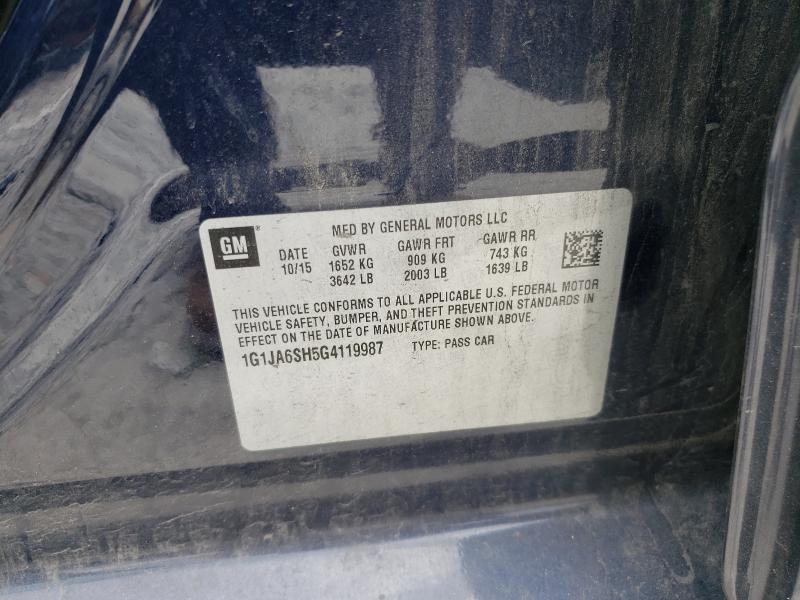 MFD BY GENERAL MOTORS LLC
GM
DATE GVWR GAWR FRT GAWR RR
10/15 1652 KG 909 KG 743 KG
3642 LB 2003 LB 1639 LB
THIS VEHICLE CONFORMS TO ALL APPLICABLE U.S. FEDERAL MOTOR
VEHICLE SAFETY, BUMPER, AND THEFT PREVENTION STANDARDS IN
EFFECT ON THE DATE OF MANUFACTURE SHOWN ABOVE.
1G1JA6SH5G4119987 TYPE: PASS CAR